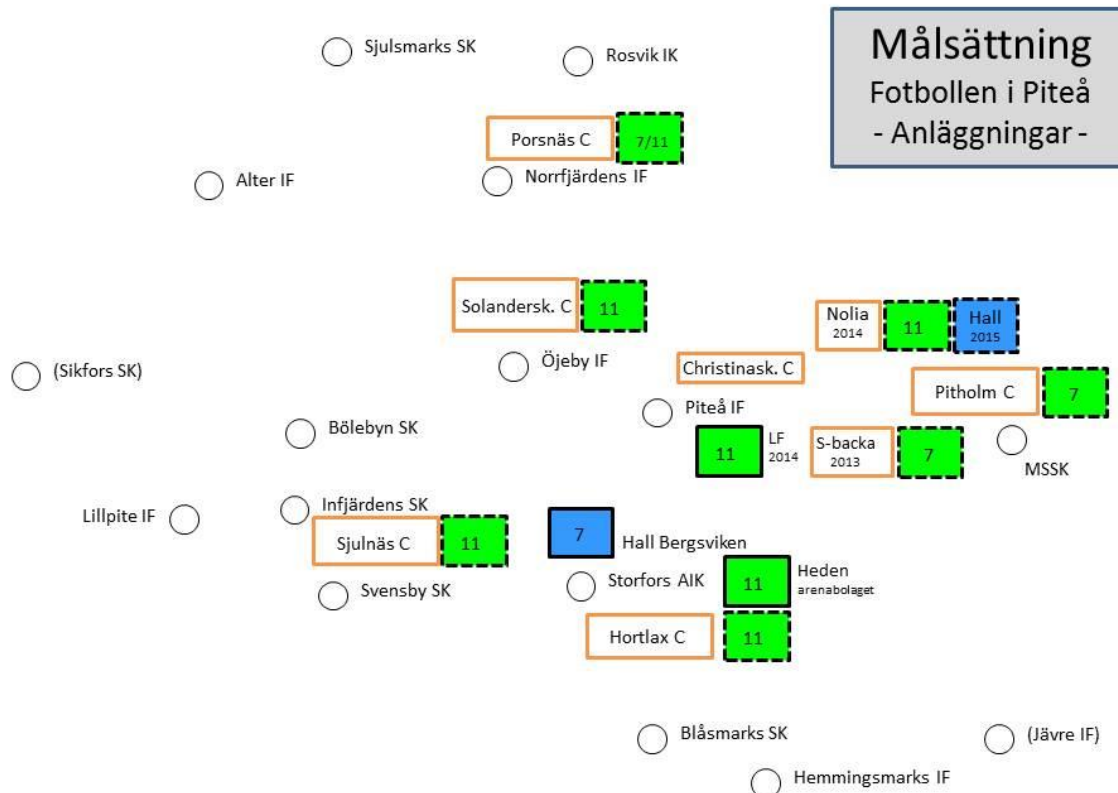 Målsättning
Fotbollen i Piteå
- Anläggningar -
Sjulsmarks SK
Rosvik IK
Porsnäs C
7/11
Alter IF
Norrfjärdens IF
Solandersk. C
11
Nolia
2014
11
Hall
2015
(Sikfors SK)
Öjeby IF
Christinask. C
Pitholm C
7
Piteå IF
Bölebyn SK
11
LF
2014
S-backa
2013
7
MSSK
Lillpite IF
Infjärdens SK
Sjulnäs C
11
7
Hall Bergsviken
Svensby SK
Storfors AIK
11
Heden
arenabolaget
Hortlax C
11
Blåsmarks SK
(Jävre IF)
Hemmingsmarks IF